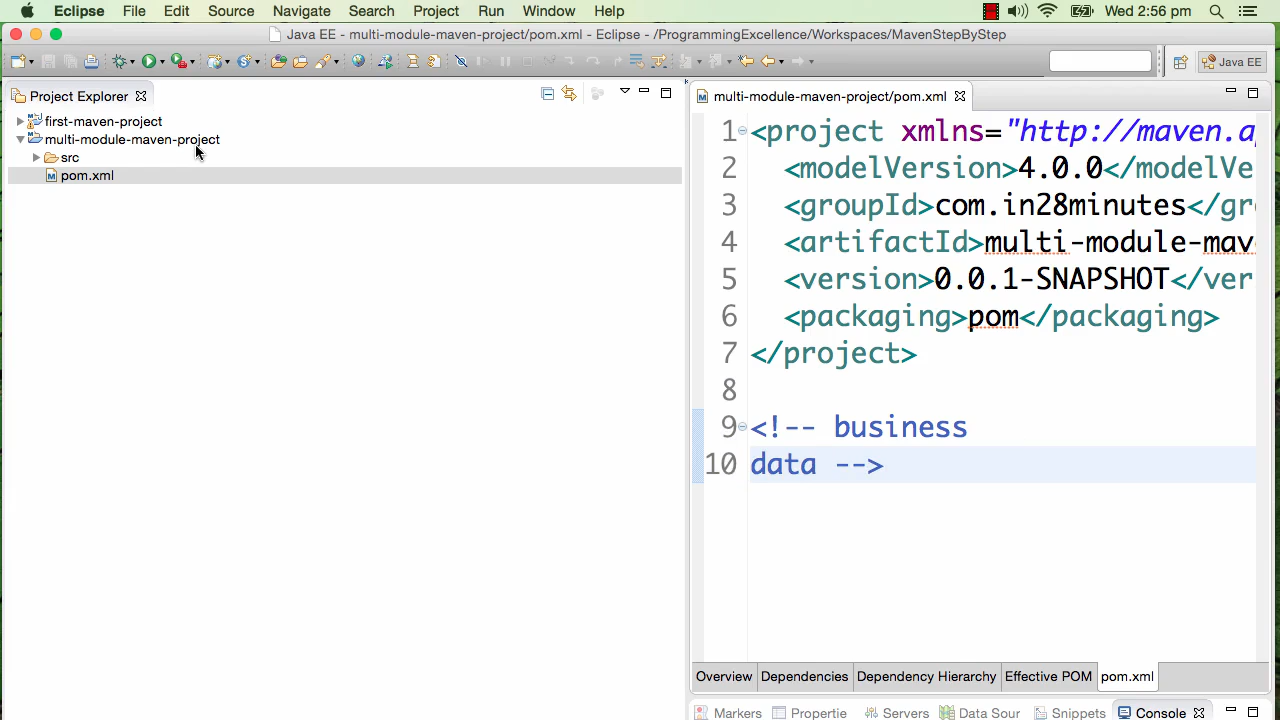 Eclipse File Edit Source Navigate Search Project Run Window Help Wed 2:56 pm
Java EE - multi-module-maven-project/pom.xml - Eclipse - /ProgrammingExcellence/Workspaces/MavenStepByStep
Java EE
Project Explorer
first-maven-project
multi-module-maven-project
src
pom.xml
multi-module-maven-project/pom.xml
1 <project xmlns="http://maven.a
2 <modelVersion>4.0.0</modelVe
3 <groupId>com.in28minutes</gr
4 <artifactId>multi-module-mav
5 <version>0.0.1-SNAPSHOT</ver
6 <packaging>pom</packaging>
7 </project>
8
9 <!-- business
10 data -->
Overview Dependencies Dependency Hierarchy Effective POM pom.xml
Markers Propertie Servers Data Sour Snippets Console